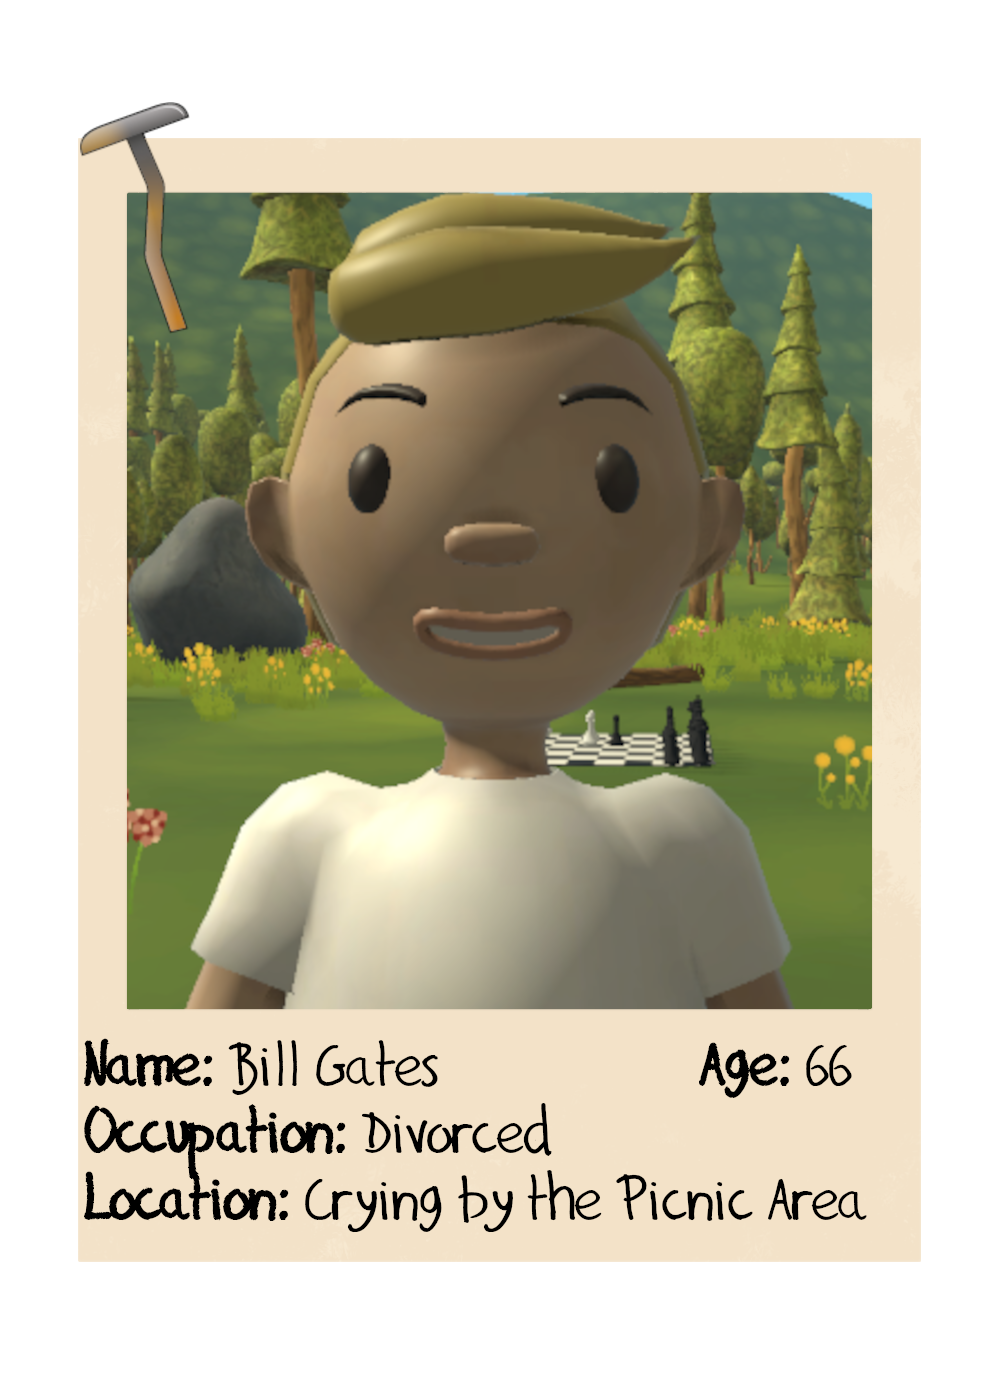 Name: Bill Gates Age: 66
Occupation: Divorced
Location: Crying by the Picnic Area